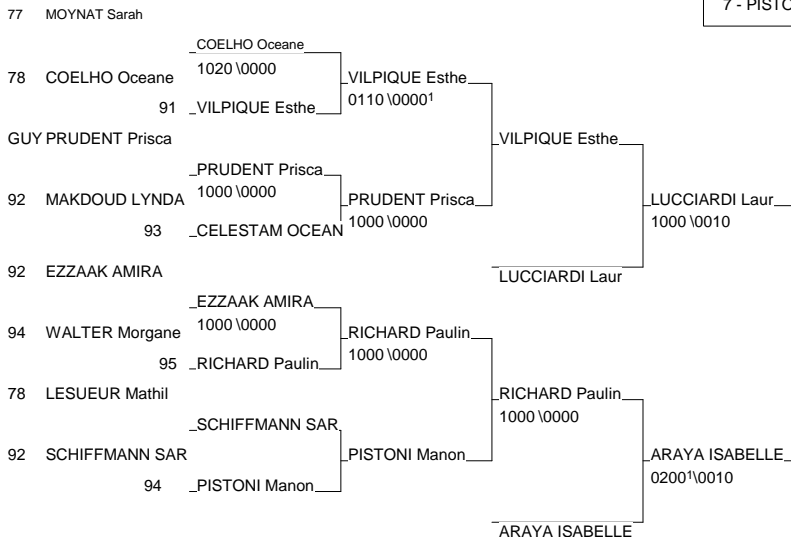 7 - PISTO
77 MOYNAT Sarah
COELHO Oceane
1020 \0000
78 COELHO Oceane
VILPIQUE Esthe
0110 \0000¹
91 VILPIQUE Esthe
GUY PRUDENT Prisca
VILPIQUE Esthe
PRUDENT Prisca
1000 \0000
92 MAKDOUD LYNDA
PRUDENT Prisca
1000 \0000
LUCCIARDI Laur
1000 \0010
93 CELESTAM OCEAN
92 EZZAAK AMIRA
LUCCIARDI Laur
EZZAAK AMIRA
1000 \0000
94 WALTER Morgane
RICHARD Paulin
1000 \0000
95 RICHARD Paulin
78 LESUEUR Mathil
RICHARD Paulin
1000 \0000
SCHIFFMANN SAR
92 SCHIFFMANN SAR
PISTONI Manon
ARAYA ISABELLE
0200¹\0010
94 PISTONI Manon
ARAYA ISABELLE